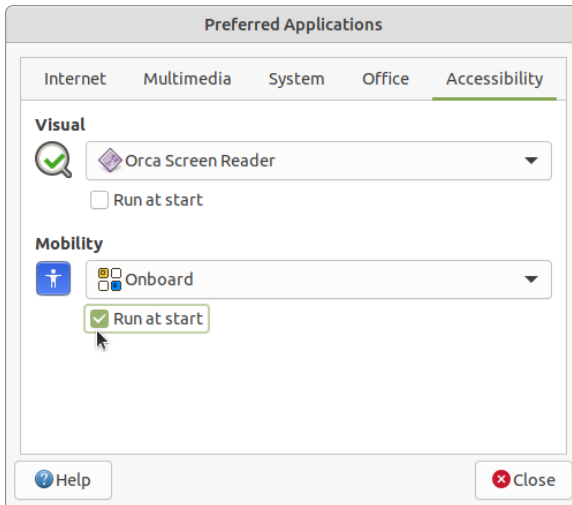 Preferred Applications
Internet Multimedia System Office Accessibility
Visual
Orca Screen Reader
Run at start
Mobility
Onboard
Run at start
Help Close